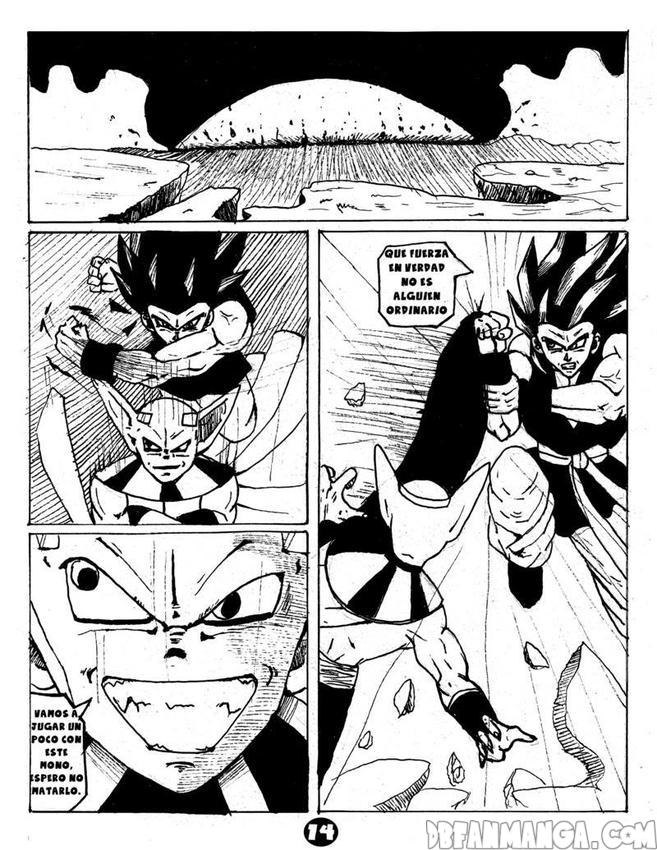 QUE FUERZA
EN VERDAD
NO ES
ALGUIEN
ORDINARIO
VAMOS A
JUGAR UN
POCO CON
ESTE
MONO,
ESPERO NO
MATARLO.
14
DBFANMANGA.COM